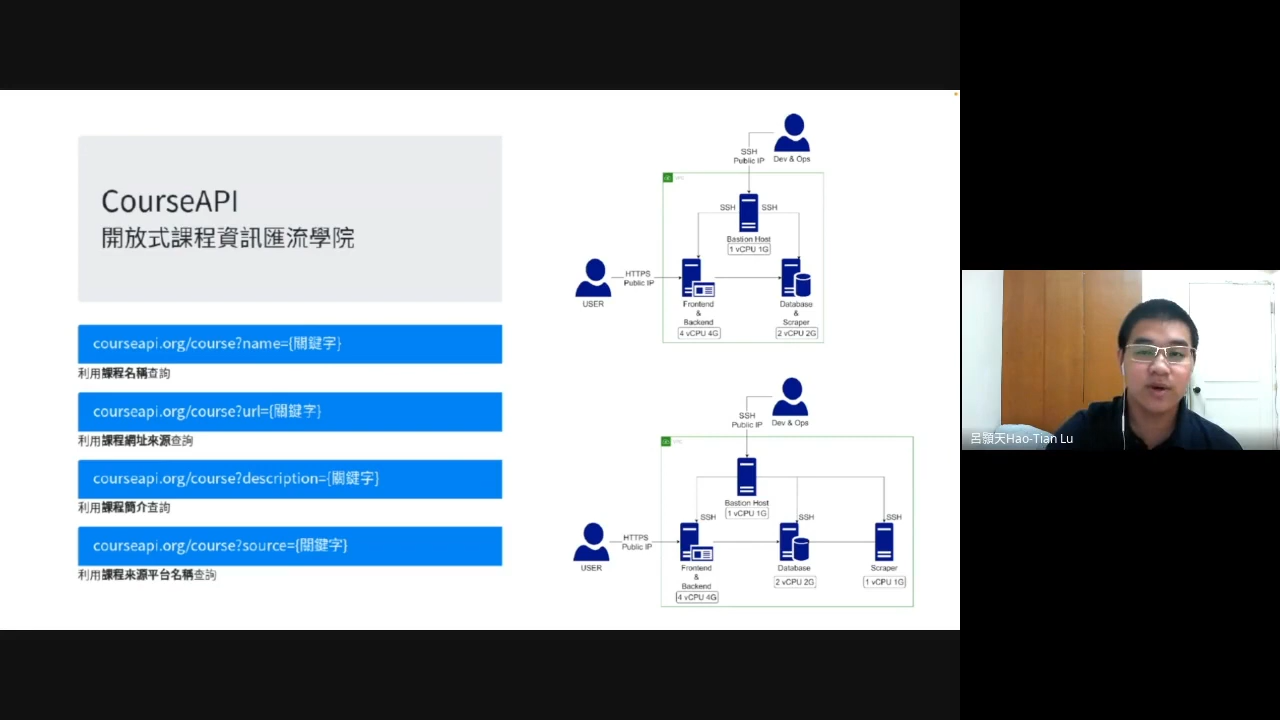 CourseAPI
開放式課程資訊匯流學院
courseapi.org/course?name={關鍵字}
利用課程名稱查詢
courseapi.org/course?url={關鍵字}
利用課程網址來源查詢
courseapi.org/course?description={關鍵字}
利用課程簡介查詢
courseapi.org/course?source={關鍵字}
利用課程來源平台名稱查詢
SSH
Public IP
Dev & Ops
SSH
SSH
Bastion Host
1 vCPU 1G
HTTPS
Public IP
USER
Frontend
&
Backend
4 vCPU 4G
Database
&
Scraper
2 vCPU 2G
SSH
Public IP
Dev & Ops
Bastion Host
1 vCPU 1G
SSH
SSH
SSH
HTTPS
Public IP
USER
Frontend
&
Backend
4 vCPU 4G
Database
2 vCPU 2G
Scraper
1 vCPU 1G
呂顥天Hao-Tian Lu